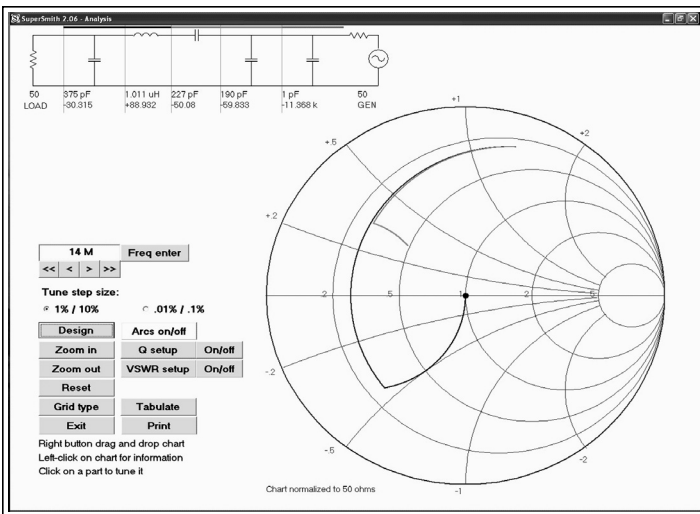 SuperSmith 2.06 - Analysis
50 375 pF 1.011 uH 227 pF 190 pF 1 pF 50
LOAD -30.315 +88.932 -50.08 -59.833 -11.368 k GEN
+1
+.5 +2
+.2
14 M Freq enter
<< < > >>
Tune step size:
1% / 10% .01% / .1%
.2 1 2 5
Design Arcs on/off
Zoom in Q setup On/off
Zoom out VSWR setup On/off
Reset
-.2
Grid type Tabulate
Exit Print
Right button drag and drop chart
Left-click on chart for information
Click on a part to tune it
-.5 -2
Chart normalized to 50 ohms
-1